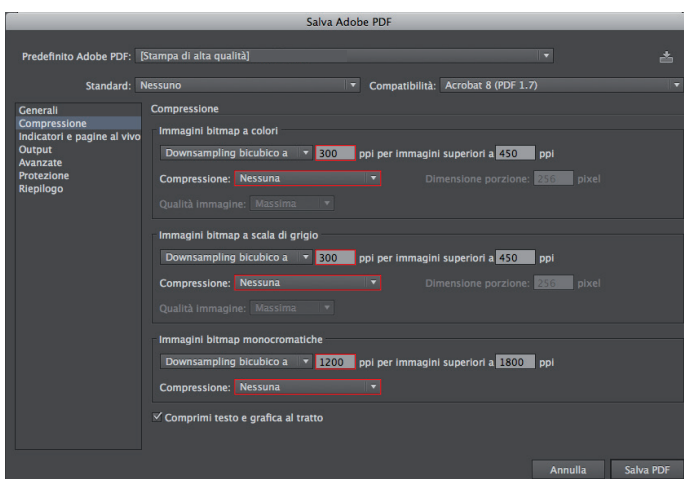 Salva Adobe PDF
Predefinito Adobe PDF: [Stampa di alta qualità]
Standard: Nessuno Compatibilità: Acrobat 8 (PDF 1.7)
Generali
Compressione
Indicatori e pagine al vivo
Output
Avanzate
Protezione
Riepilogo
Compressione
Immagini bitmap a colori
Downsampling bicubico a 300 ppi per immagini superiori a 450 ppi
Compressione: Nessuna Dimensione porzione: 256 pixel
Qualità immagine: Massima
Immagini bitmap a scala di grigio
Downsampling bicubico a 300 ppi per immagini superiori a 450 ppi
Compressione: Nessuna Dimensione porzione: 256 pixel
Qualità immagine: Massima
Immagini bitmap monocromatiche
Downsampling bicubico a 1200 ppi per immagini superiori a 1800 ppi
Compressione: Nessuna
Comprimi testo e grafica al tratto
Annulla Salva PDF